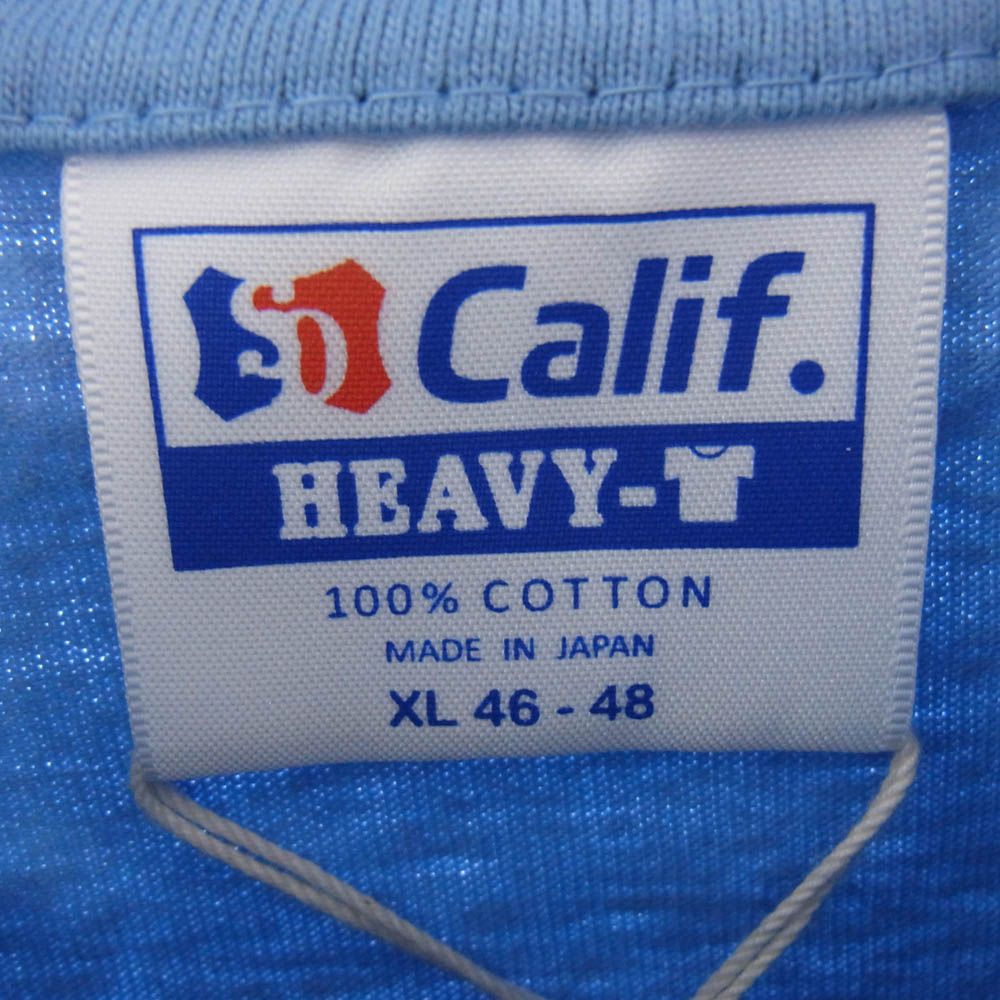 SD Calif.
HEAVY-T
100% COTTON
MADE IN JAPAN
XL 46 - 48